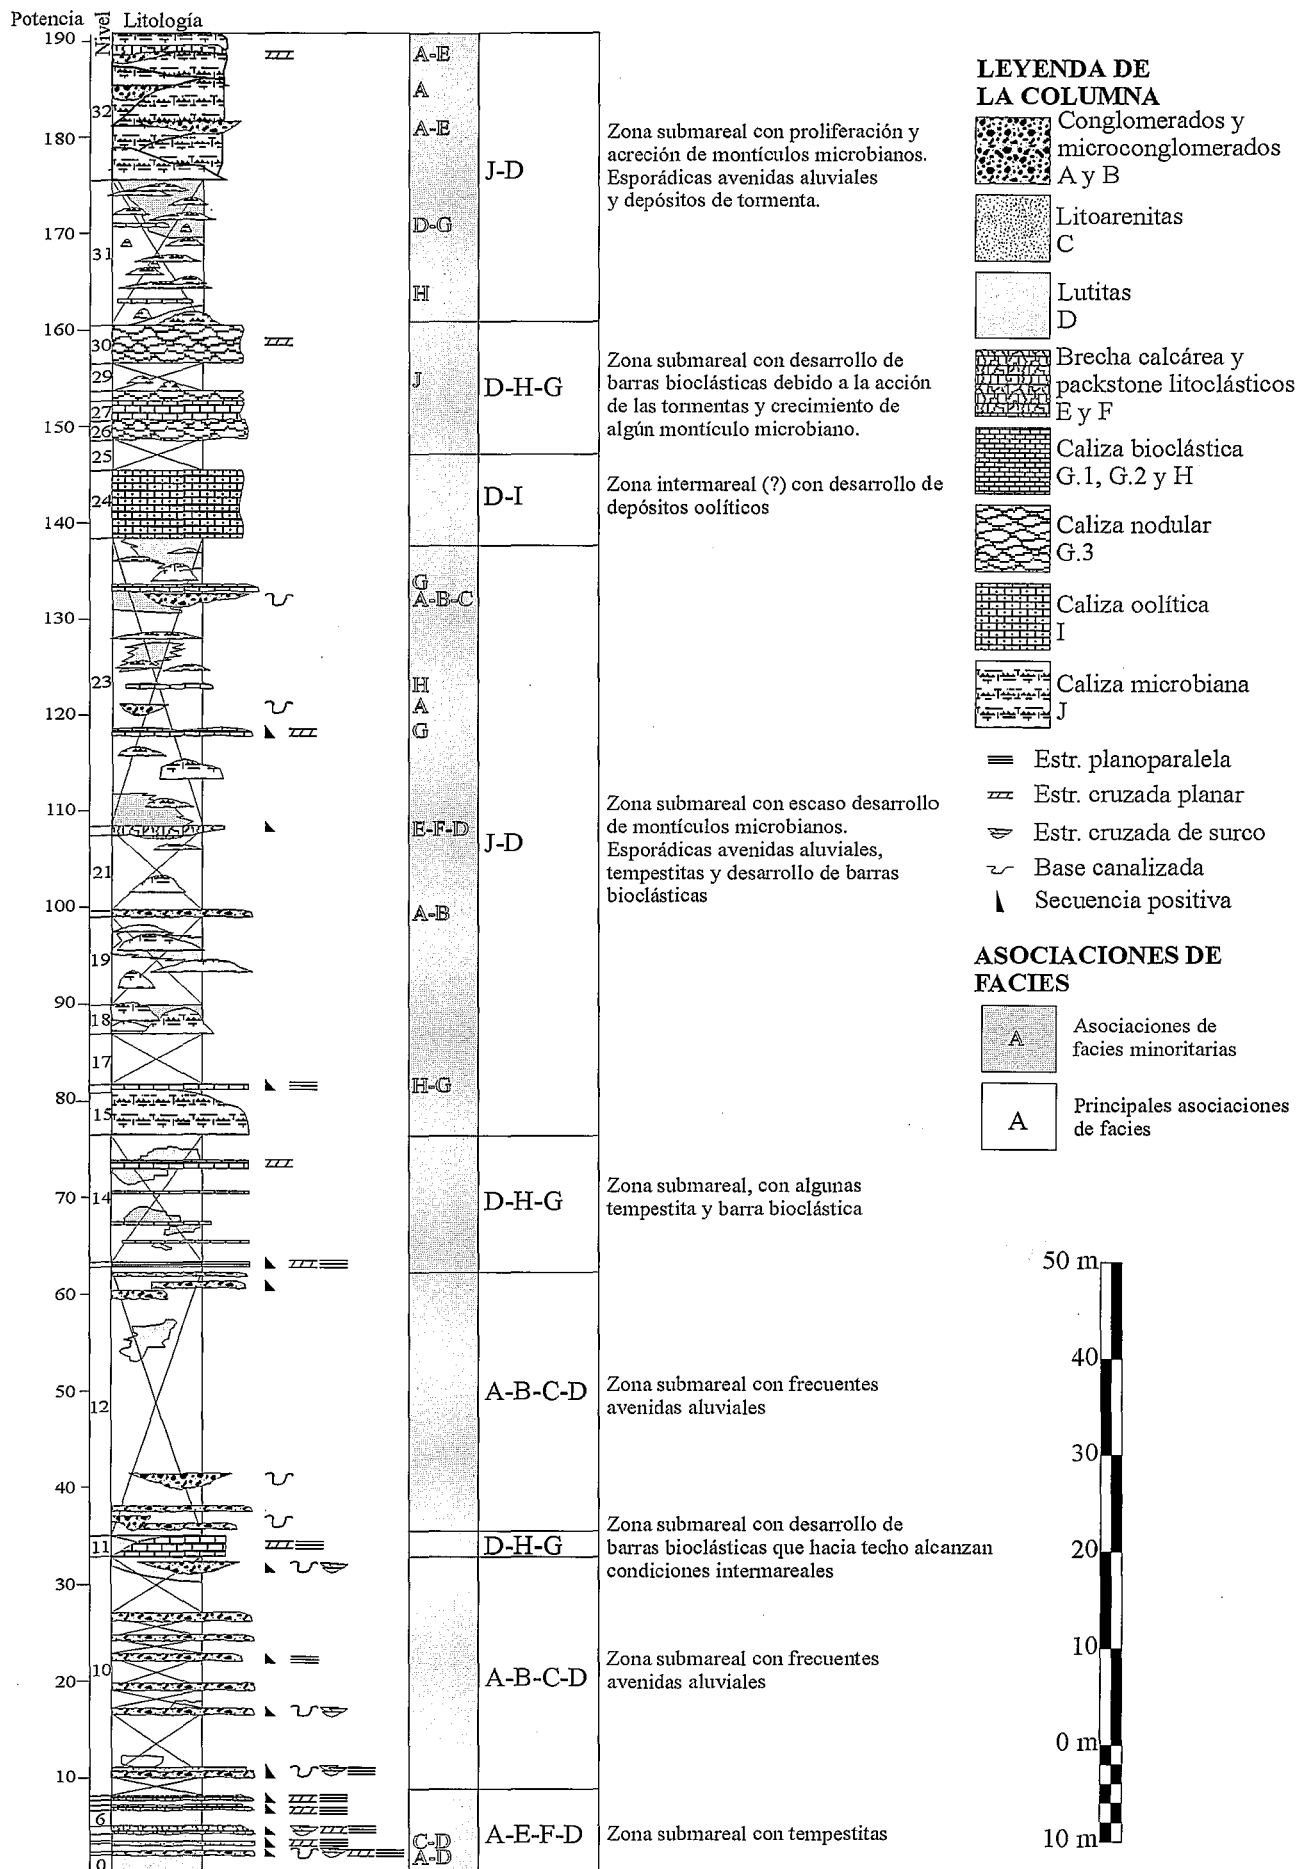 Potencia
Nivel
Litología
190
180
170
160
150
140
130
120
110
100
90
80
70
60
50
40
30
20
10
32
31
30
29
27
26
25
24
23
21
19
18
17
15
14
12
11
10
6
0
A-E
A
A-E
D-G
H
J
G
A-B-C
H
A
G
E-F-D
A-B
H-G
C-D
A-D
J-D
D-H-G
D-I
J-D
D-H-G
A-B-C-D
D-H-G
A-B-C-D
A-E-F-D
Zona submareal con proliferación y
acreción de montículos microbianos.
Esporádicas avenidas aluviales
y depósitos de tormenta.
Zona submareal con desarrollo de
barras bioclásticas debido a la acción
de las tormentas y crecimiento de
algún montículo microbiano.
Zona intermareal (?) con desarrollo de
depósitos oolíticos
Zona submareal con escaso desarrollo
de montículos microbianos.
Esporádicas avenidas aluviales,
tempestitas y desarrollo de barras
bioclásticas
Zona submareal, con algunas
tempestita y barra bioclástica
Zona submareal con frecuentes
avenidas aluviales
Zona submareal con desarrollo de
barras bioclásticas que hacia techo alcanzan
condiciones intermareales
Zona submareal con frecuentes
avenidas aluviales
Zona submareal con tempestitas
LEYENDA DE
LA COLUMNA
Conglomerados y
microconglomerados
A y B
Litoarenitas
C
Lutitas
D
Brecha calcárea y
packstone litoclásticos
E y F
Caliza bioclástica
G.1, G.2 y H
Caliza nodular
G.3
Caliza oolítica
I
Caliza microbiana
J
Estr. planoparalela
Estr. cruzada planar
Estr. cruzada de surco
Base canalizada
Secuencia positiva
ASOCIACIONES DE
FACIES
A
Asociaciones de
facies minoritarias
A
Principales asociaciones
de facies
50 m
40
30
20
10
0 m
10 m